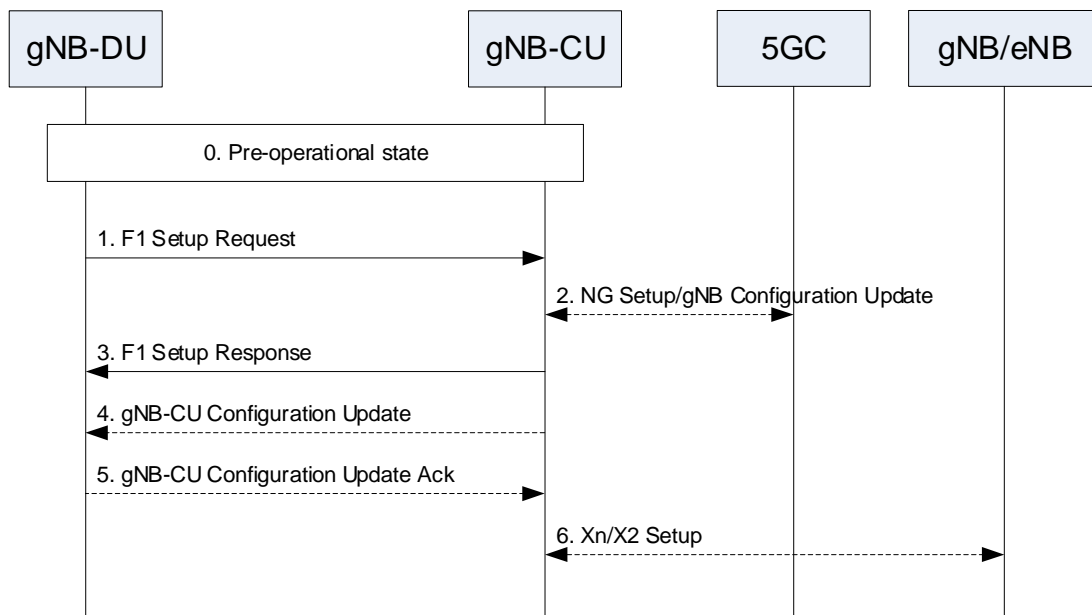 gNB-DU
gNB-CU
5GC
gNB/eNB
0. Pre-operational state
1. F1 Setup Request
2. NG Setup/gNB Configuration Update
3. F1 Setup Response
4. gNB-CU Configuration Update
5. gNB-CU Configuration Update Ack
6. Xn/X2 Setup